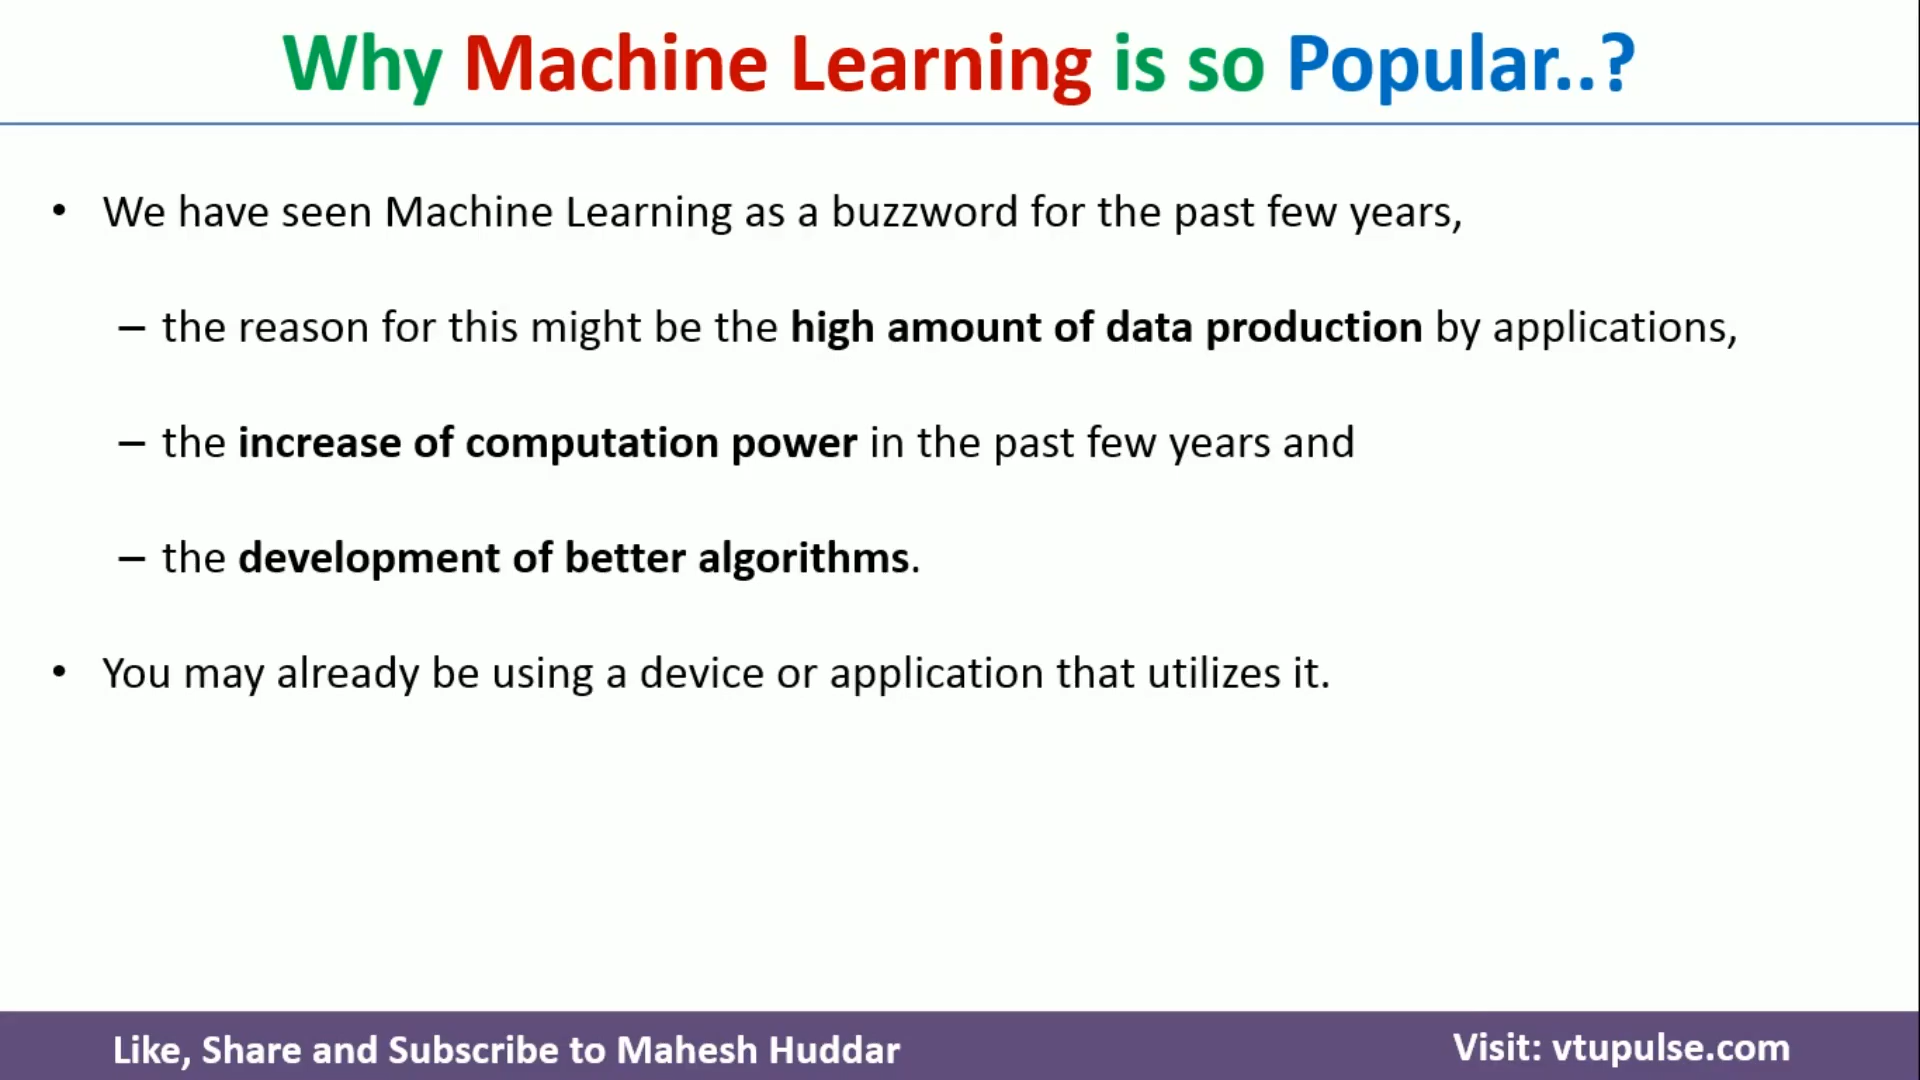 Why Machine Learning is so Popular..?
• We have seen Machine Learning as a buzzword for the past few years,
– the reason for this might be the high amount of data production by applications,
– the increase of computation power in the past few years and
– the development of better algorithms.
• You may already be using a device or application that utilizes it.
Like, Share and Subscribe to Mahesh Huddar
Visit: vtupulse.com